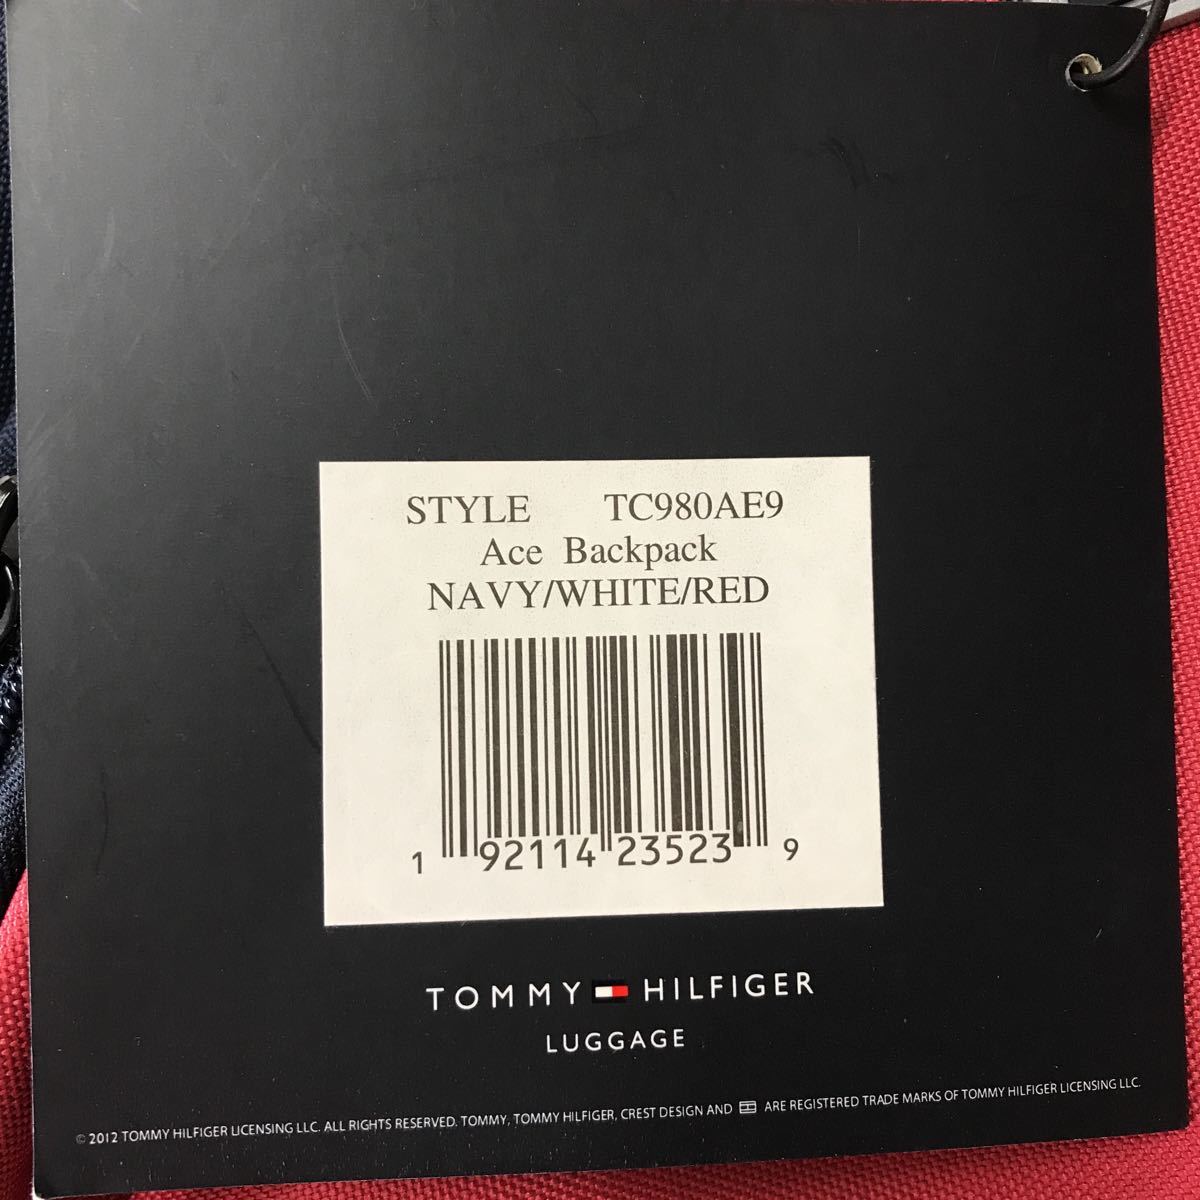 STYLE TC980AE9
Ace Backpack
NAVY/WHITE/RED
1 92114 23523 9
TOMMY HILFIGER
LUGGAGE
© 2012 TOMMY HILFIGER LICENSING LLC. ALL RIGHTS RESERVED. TOMMY, TOMMY HILFIGER, CREST DESIGN AND ARE REGISTERED TRADE MARKS OF TOMMY HILFIGER LICENSING LLC.